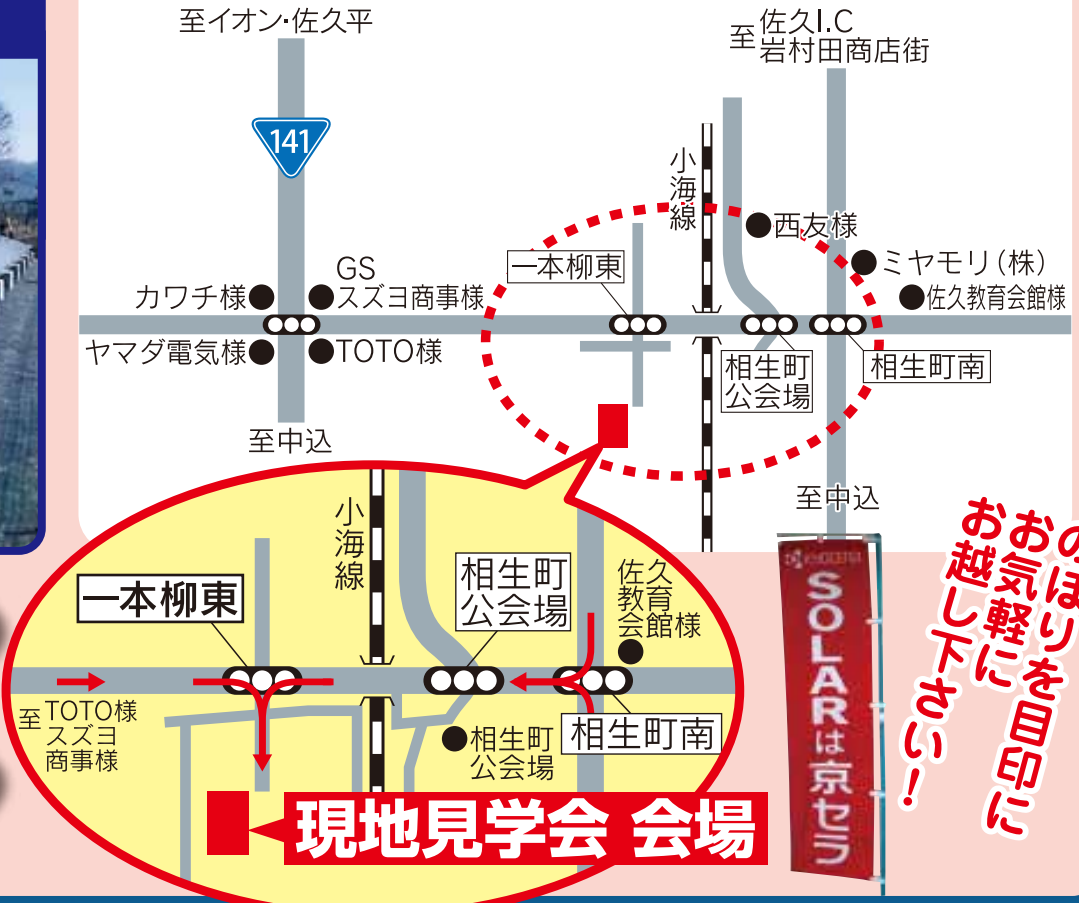 至イオン・佐久平
至 佐久I.C
岩村田商店街
141
小海線
西友様
一本柳東
ミヤモリ(株)
GS
カワチ様
スズヨ商事様
佐久教育会館様
ヤマダ電気様
TOTO様
相生町
公会場
相生町南
至中込
至中込
小海線
一本柳東
相生町
公会場
佐久
教育
会館様
至 TOTO様
スズヨ
商事様
相生町
公会場
相生町南
現地見学会 会場
KYOCERA
SOLARは京セラ
のぼりを目印に
お気軽に
お越し下さい!